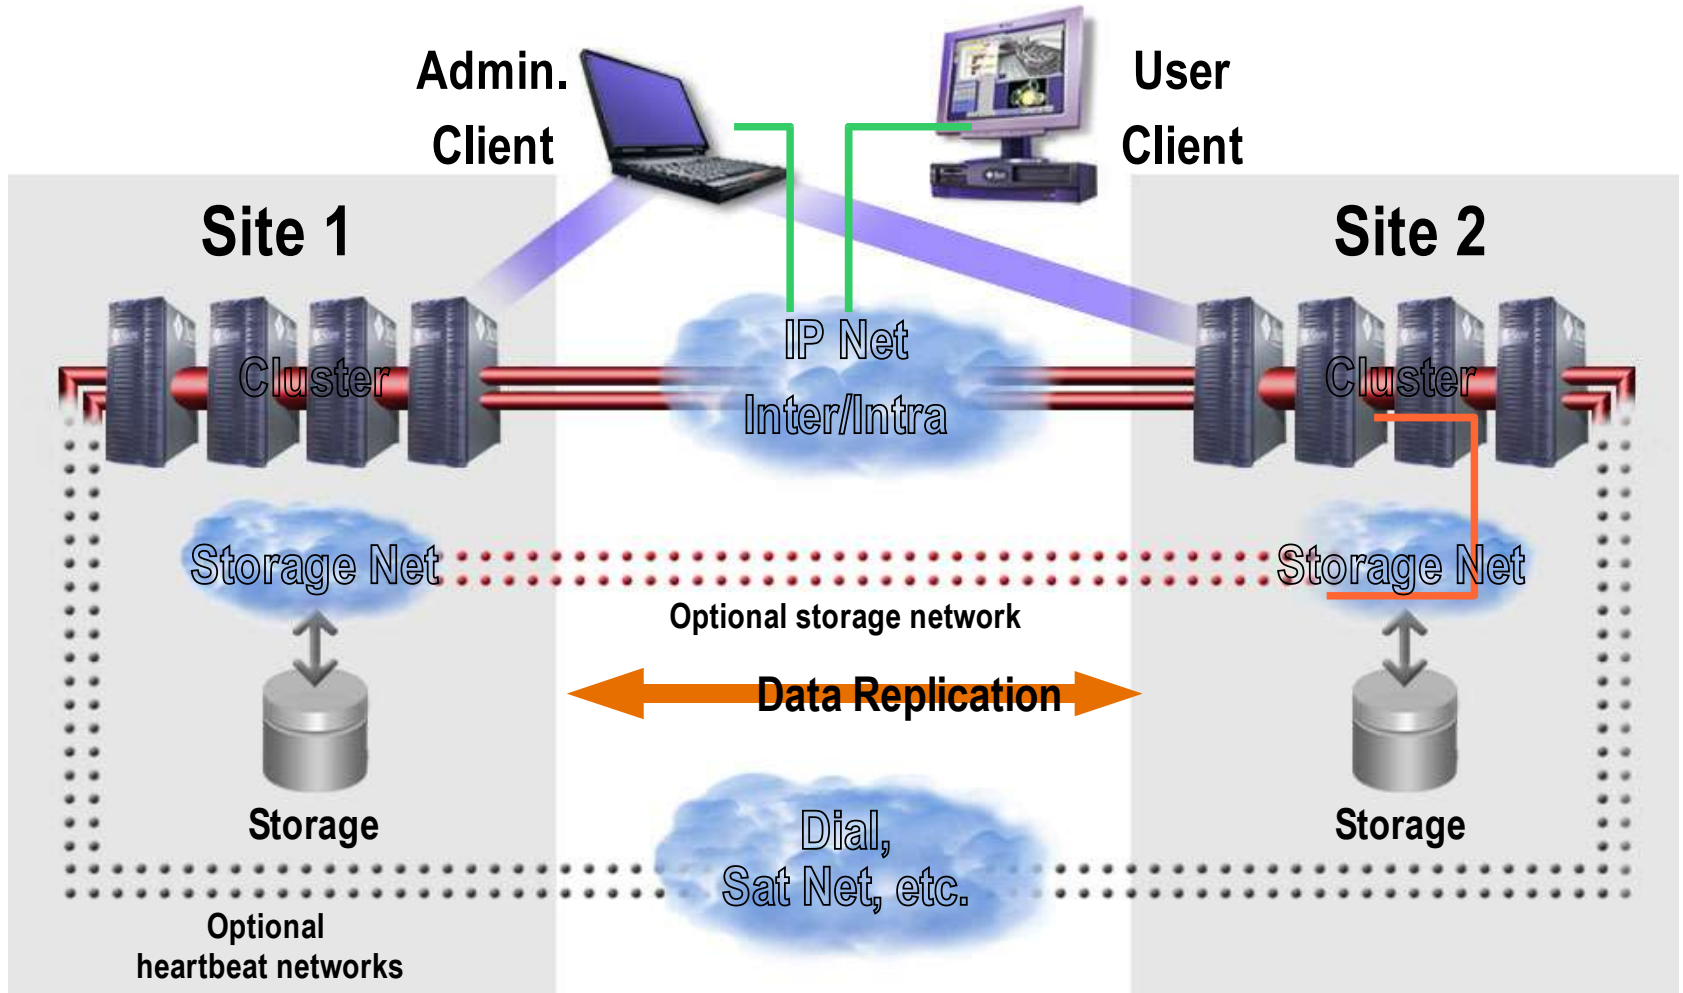 Admin.
Client
User
Client
Site 1
Site 2
IP Net
Inter/Intra
Cluster
Cluster
Storage Net
Storage Net
Optional storage network
Data Replication
Storage
Storage
Dial,
Sat Net, etc.
Optional
heartbeat networks